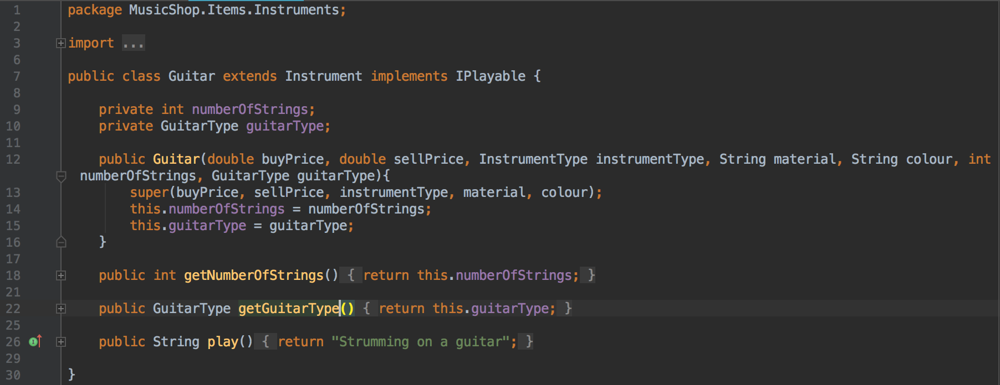 1 package MusicShop.Items.Instruments;
2
3 import ...
6
7 public class Guitar extends Instrument implements IPlayable {
8
9 private int numberOfStrings;
10 private GuitarType guitarType;
11
12 public Guitar(double buyPrice, double sellPrice, InstrumentType instrumentType, String material, String colour, int
numberOfStrings, GuitarType guitarType){
13 super(buyPrice, sellPrice, instrumentType, material, colour);
14 this.numberOfStrings = numberOfStrings;
15 this.guitarType = guitarType;
16 }
17
18 public int getNumberOfStrings() { return this.numberOfStrings; }
21
22 public GuitarType getGuitarType() { return this.guitarType; }
25
26 public String play() { return "Strumming on a guitar"; }
29
30 }